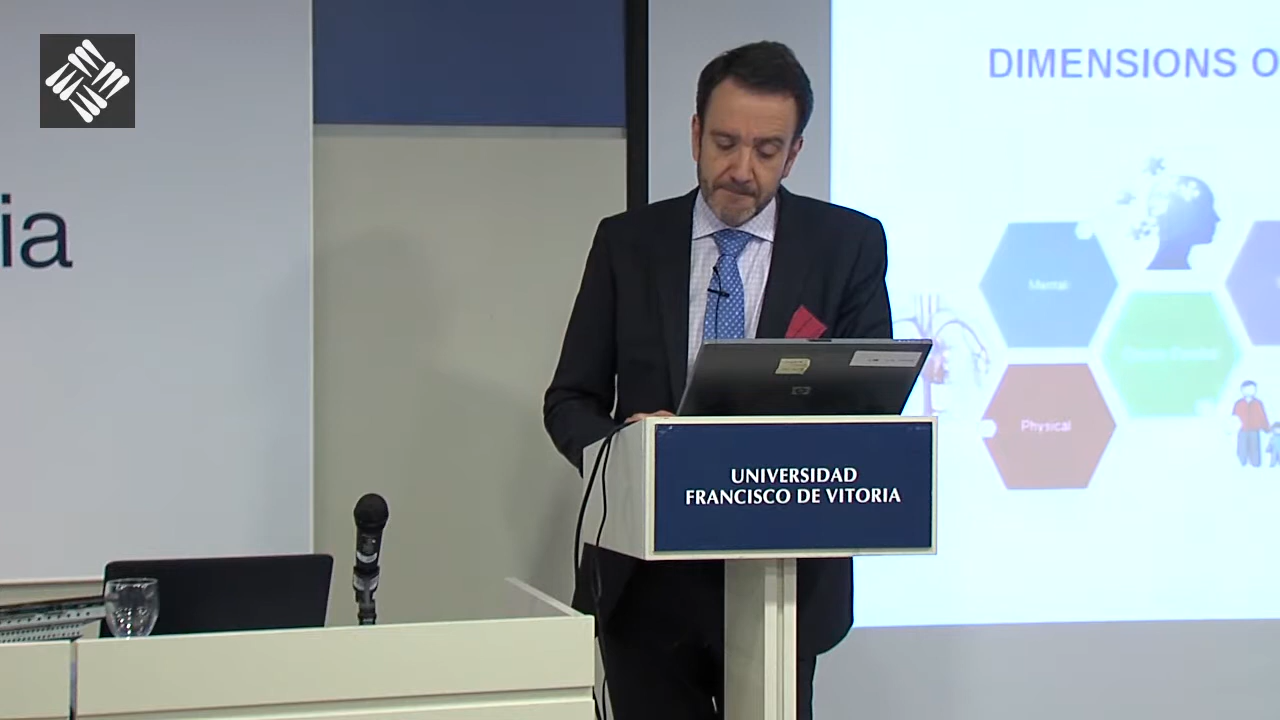 ia
DIMENSIONS O
Mental
Physical
UNIVERSIDAD
FRANCISCO DE VITORIA